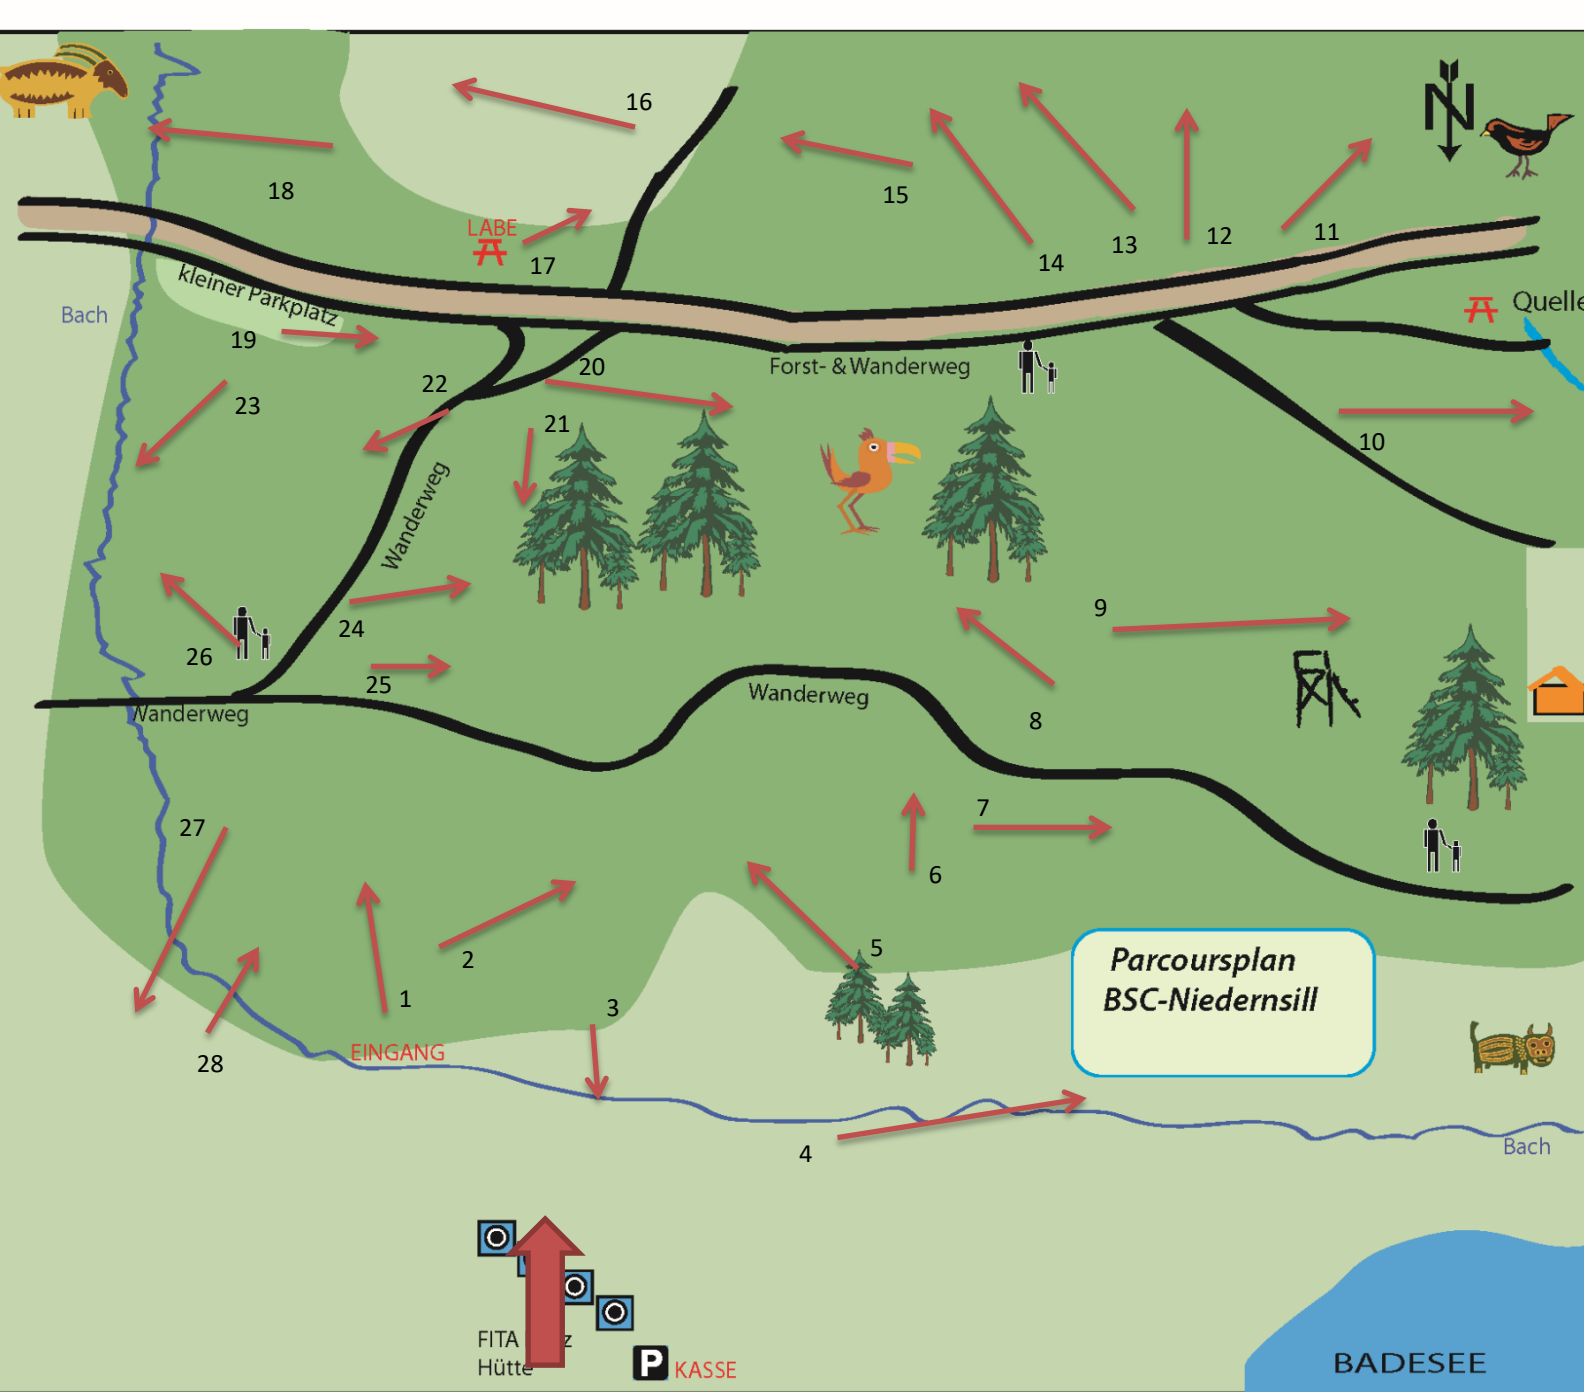 16
N
15
18
LABE
17
14
13
12
11
kleiner Parkplatz
Bach
Quelle
19
20
Forst- & Wanderweg
22
23
21
10
Wanderweg
9
24
26
25
Wanderweg
8
Wanderweg
7
27
6
2
5
Parcoursplan
BSC-Niedernsill
1
3
EINGANG
28
4
Bach
FITA
Hütte
P KASSE
BADESEE